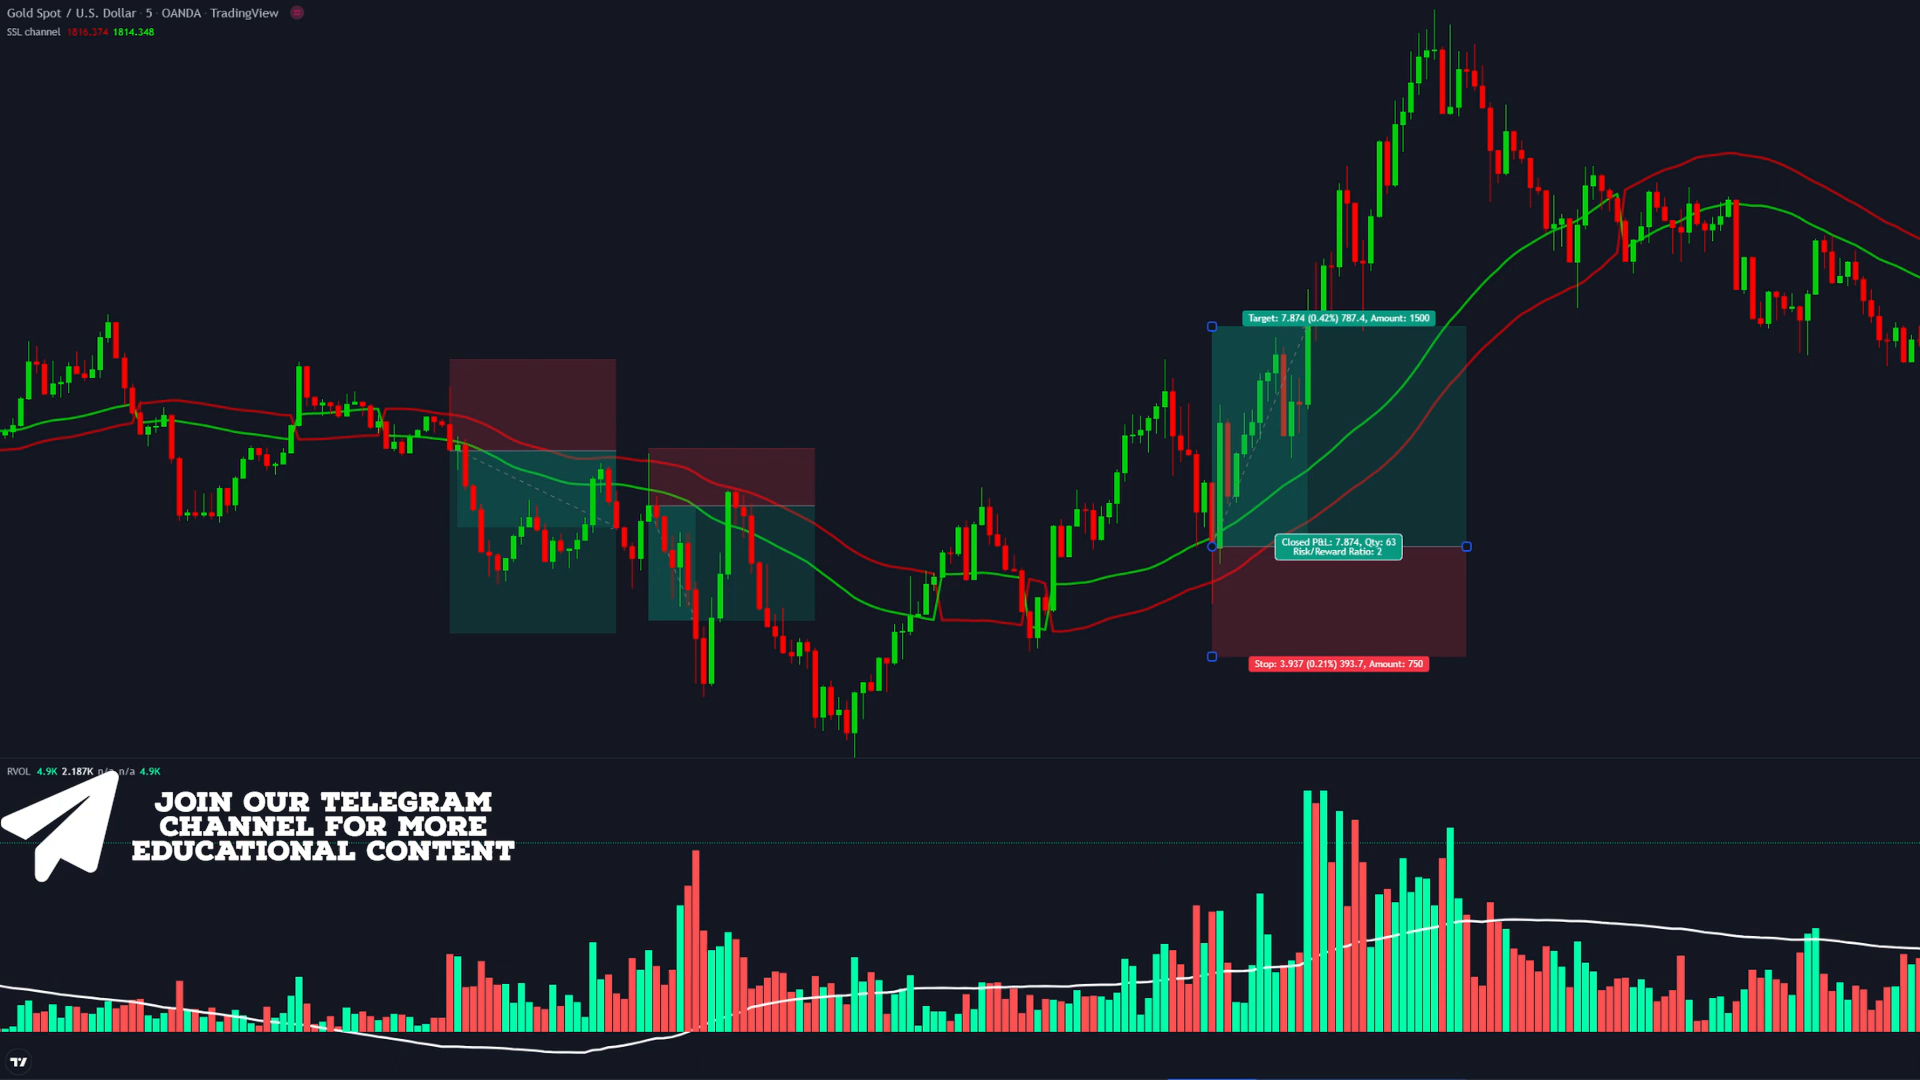 Gold Spot / U.S. Dollar · 5 · OANDA · TradingView
SSL channel 1816.374 1814.348
Target: 7.874 (0.42%) 787.4, Amount: 1500
Closed P&L: 7.874, Qty: 63
Risk/Reward Ratio: 2
Stop: 3.937 (0.21%) 393.7, Amount: 750
RVOL 4.9K 2.187K n/a n/a 4.9K
JOIN OUR TELEGRAM
CHANNEL FOR MORE
EDUCATIONAL CONTENT